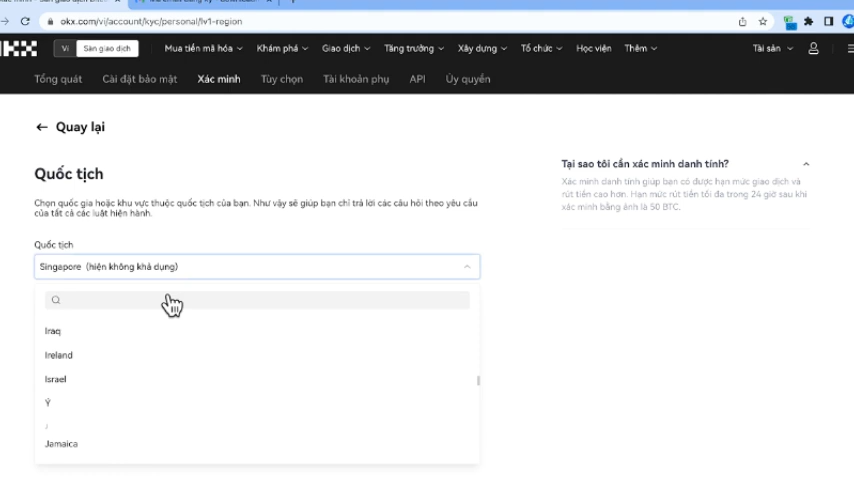 okx.com/vi/account/kyc/personal/lv1-region
Ví Sàn giao dịch Mua tiền mã hóa Khám phá Giao dịch Tăng trưởng Xây dựng Tổ chức Học viện Thêm Tài sản
Tổng quát Cài đặt bảo mật Xác minh Tùy chọn Tài khoản phụ API Ủy quyền
← Quay lại
Quốc tịch
Chọn quốc gia hoặc khu vực thuộc quốc tịch của bạn. Như vậy sẽ giúp bạn chỉ trả lời các câu hỏi theo yêu cầu
của tất cả các luật hiện hành.
Quốc tịch
Singapore (hiện không khả dụng)
Iraq
Ireland
Israel
Ý
J
Jamaica
Tại sao tôi cần xác minh danh tính?
Xác minh danh tính giúp bạn có được hạn mức giao dịch và
rút tiền cao hơn. Hạn mức rút tiền tối đa trong 24 giờ sau khi
xác minh bằng ảnh là 50 BTC.